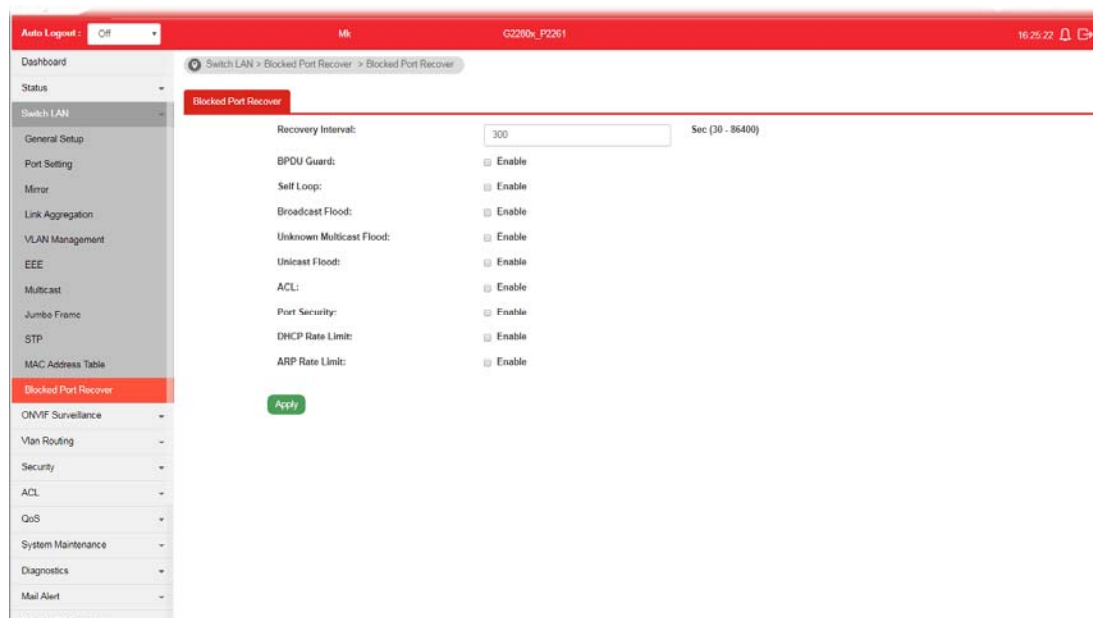 Auto Logout : Off Mk G2280x_P2261 16:25:22
Dashboard
Status
Switch LAN
General Setup
Port Setting
Mirror
Link Aggregation
VLAN Management
EEE
Multicast
Jumbo Frame
STP
MAC Address Table
Blocked Port Recover
ONVIF Surveillance
Vlan Routing
Security
ACL
QoS
System Maintenance
Diagnostics
Mail Alert
Switch LAN > Blocked Port Recover > Blocked Port Recover
Blocked Port Recover
Recovery Interval: 300 Sec (30 - 86400)
BPDU Guard: Enable
Self Loop: Enable
Broadcast Flood: Enable
Unknown Multicast Flood: Enable
Unicast Flood: Enable
ACL: Enable
Port Security: Enable
DHCP Rate Limit: Enable
ARP Rate Limit: Enable
Apply